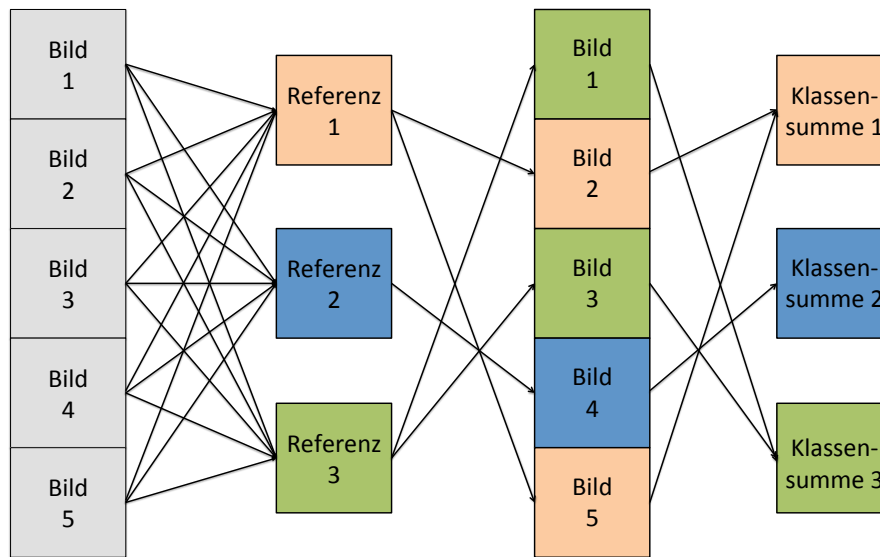 Bild
1
Bild
2
Bild
3
Bild
4
Bild
5
Referenz
1
Referenz
2
Referenz
3
Bild
1
Bild
2
Bild
3
Bild
4
Bild
5
Klassen-
summe 1
Klassen-
summe 2
Klassen-
summe 3